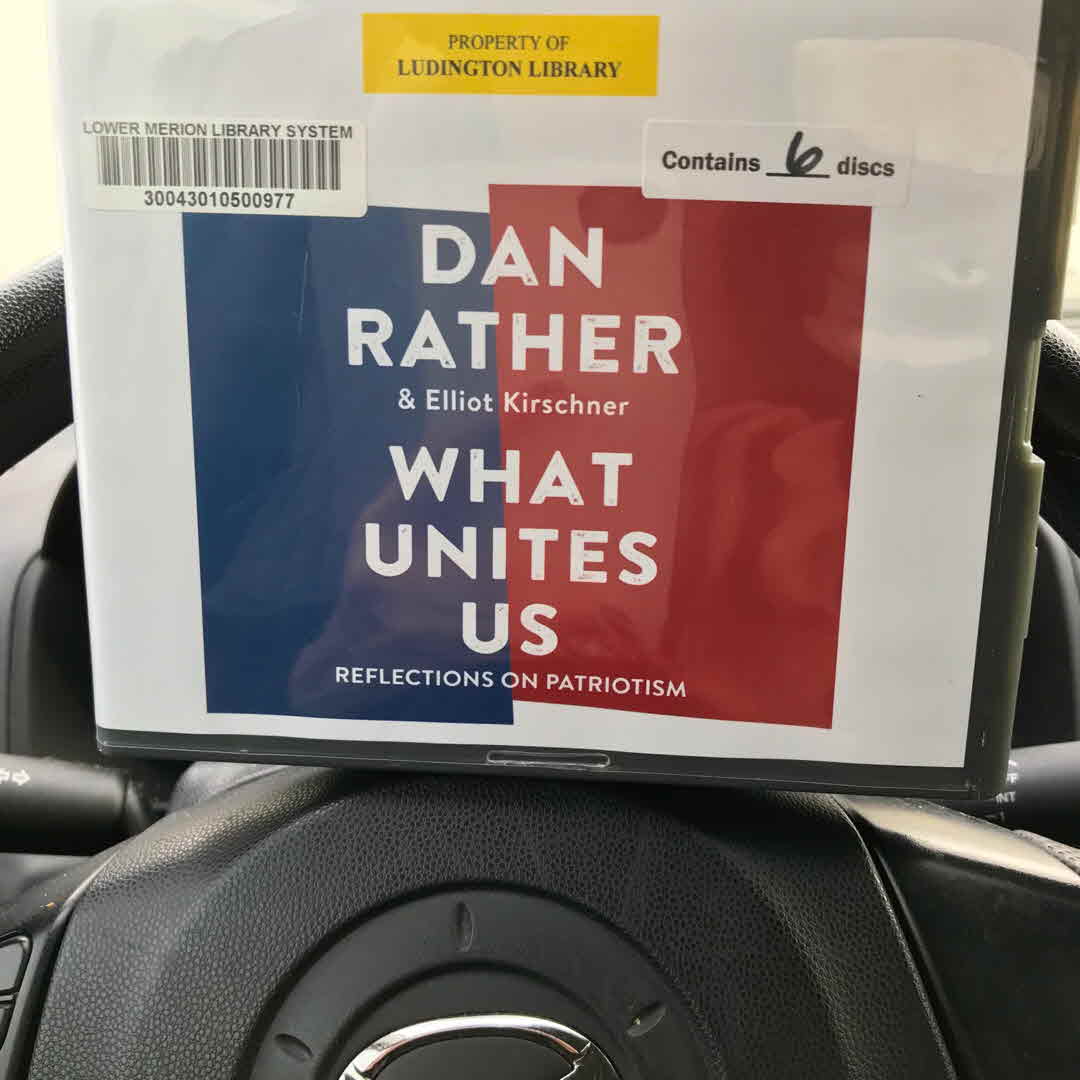 PROPERTY OF
LUDINGTON LIBRARY
LOWER MERION LIBRARY SYSTEM
30043010500977
Contains 6 discs
DAN
RATHER
& Elliot Kirschner
WHAT
UNITES
US
REFLECTIONS ON PATRIOTISM
INT